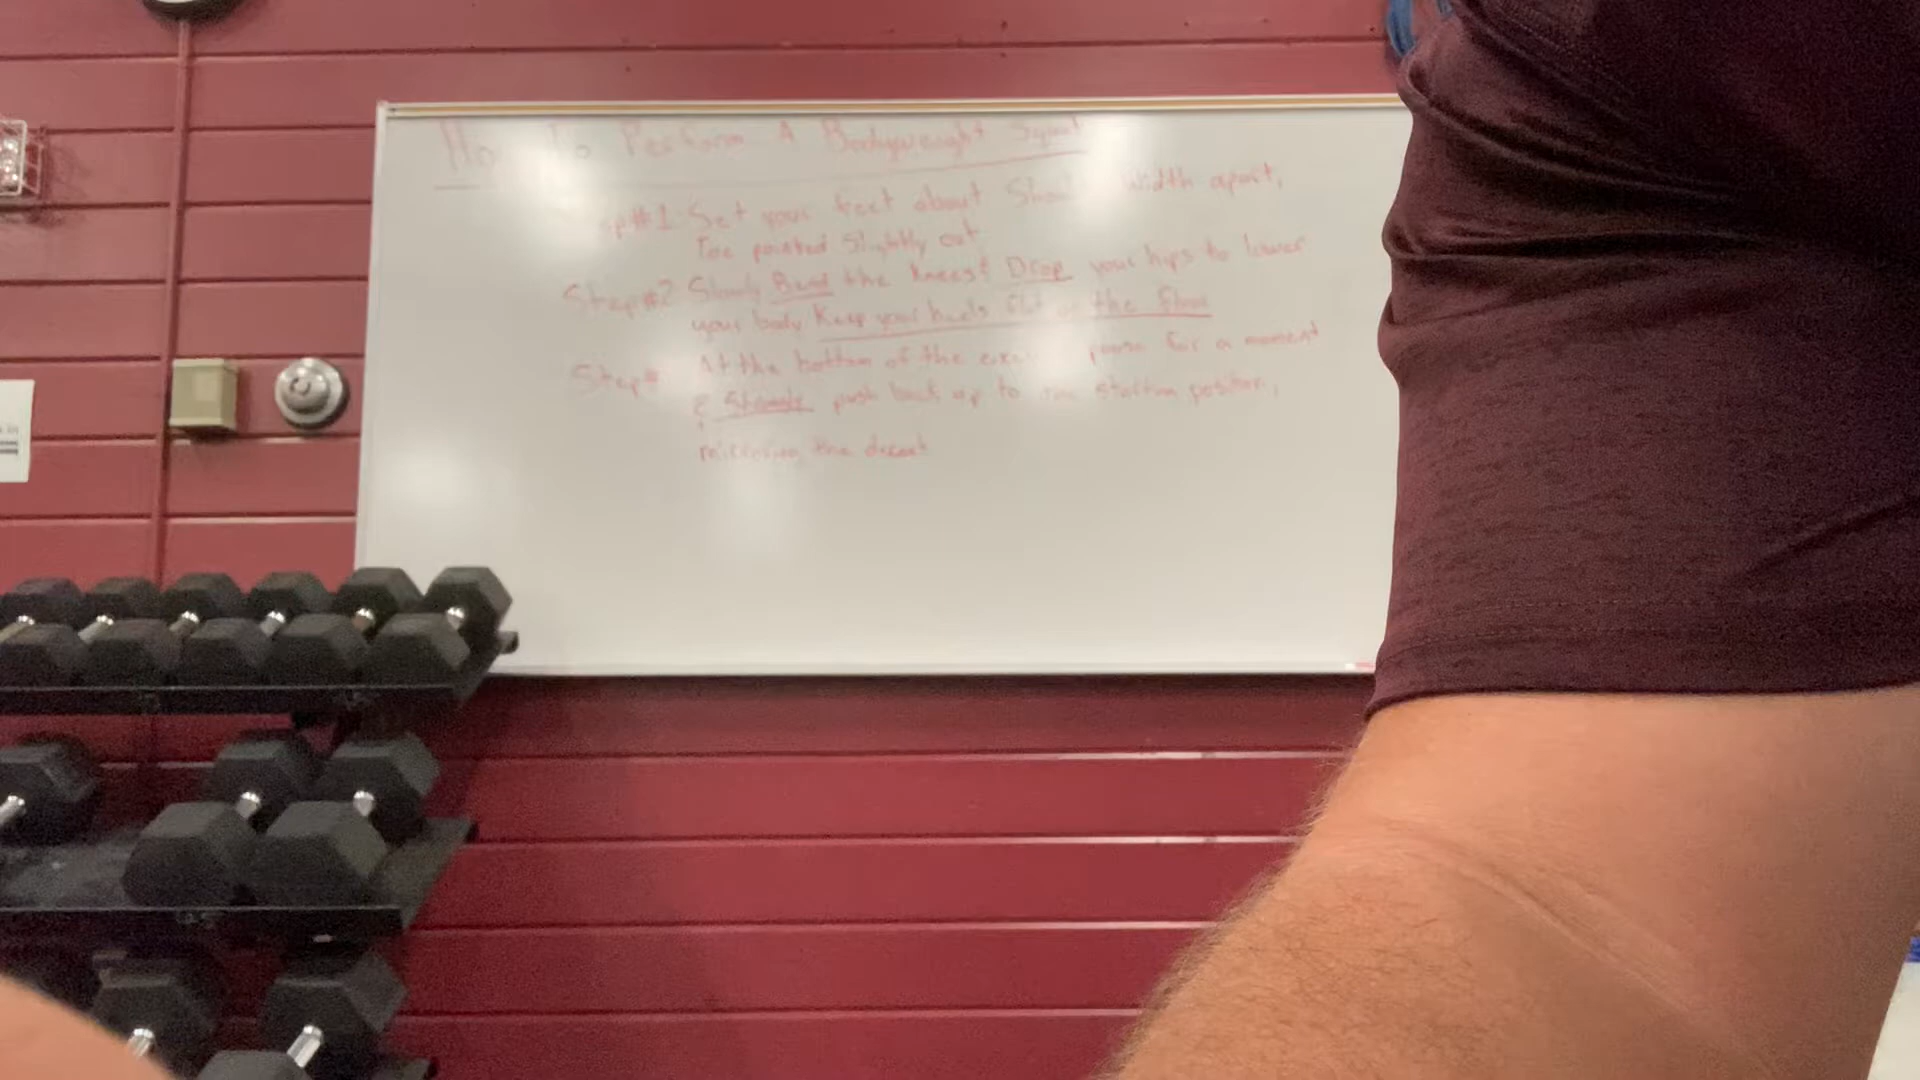 How To Perform A Bodyweight Squat
#1 Set your feet about width apart,
Toe pointed Slightly out
Step#2 Slowly Bend the knees & Drop your hips to lower
your body Keep your heels flat on the floor
Step# At the bottom of the pause for a moment
& push back up to the starting position,
the descent